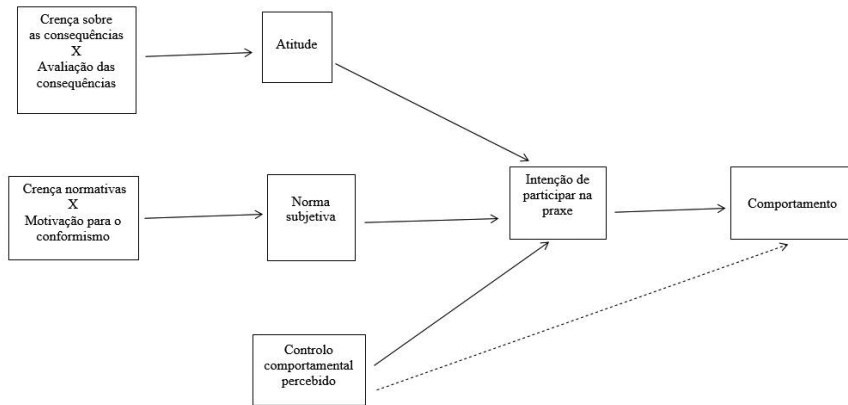 Crença sobre
as consequências
X
Avaliação das
consequências
Atitude
Crença normativas
X
Motivação para o
conformismo
Norma
subjetiva
Intenção de
participar na
praxe
Comportamento
Controlo
comportamental
percebido